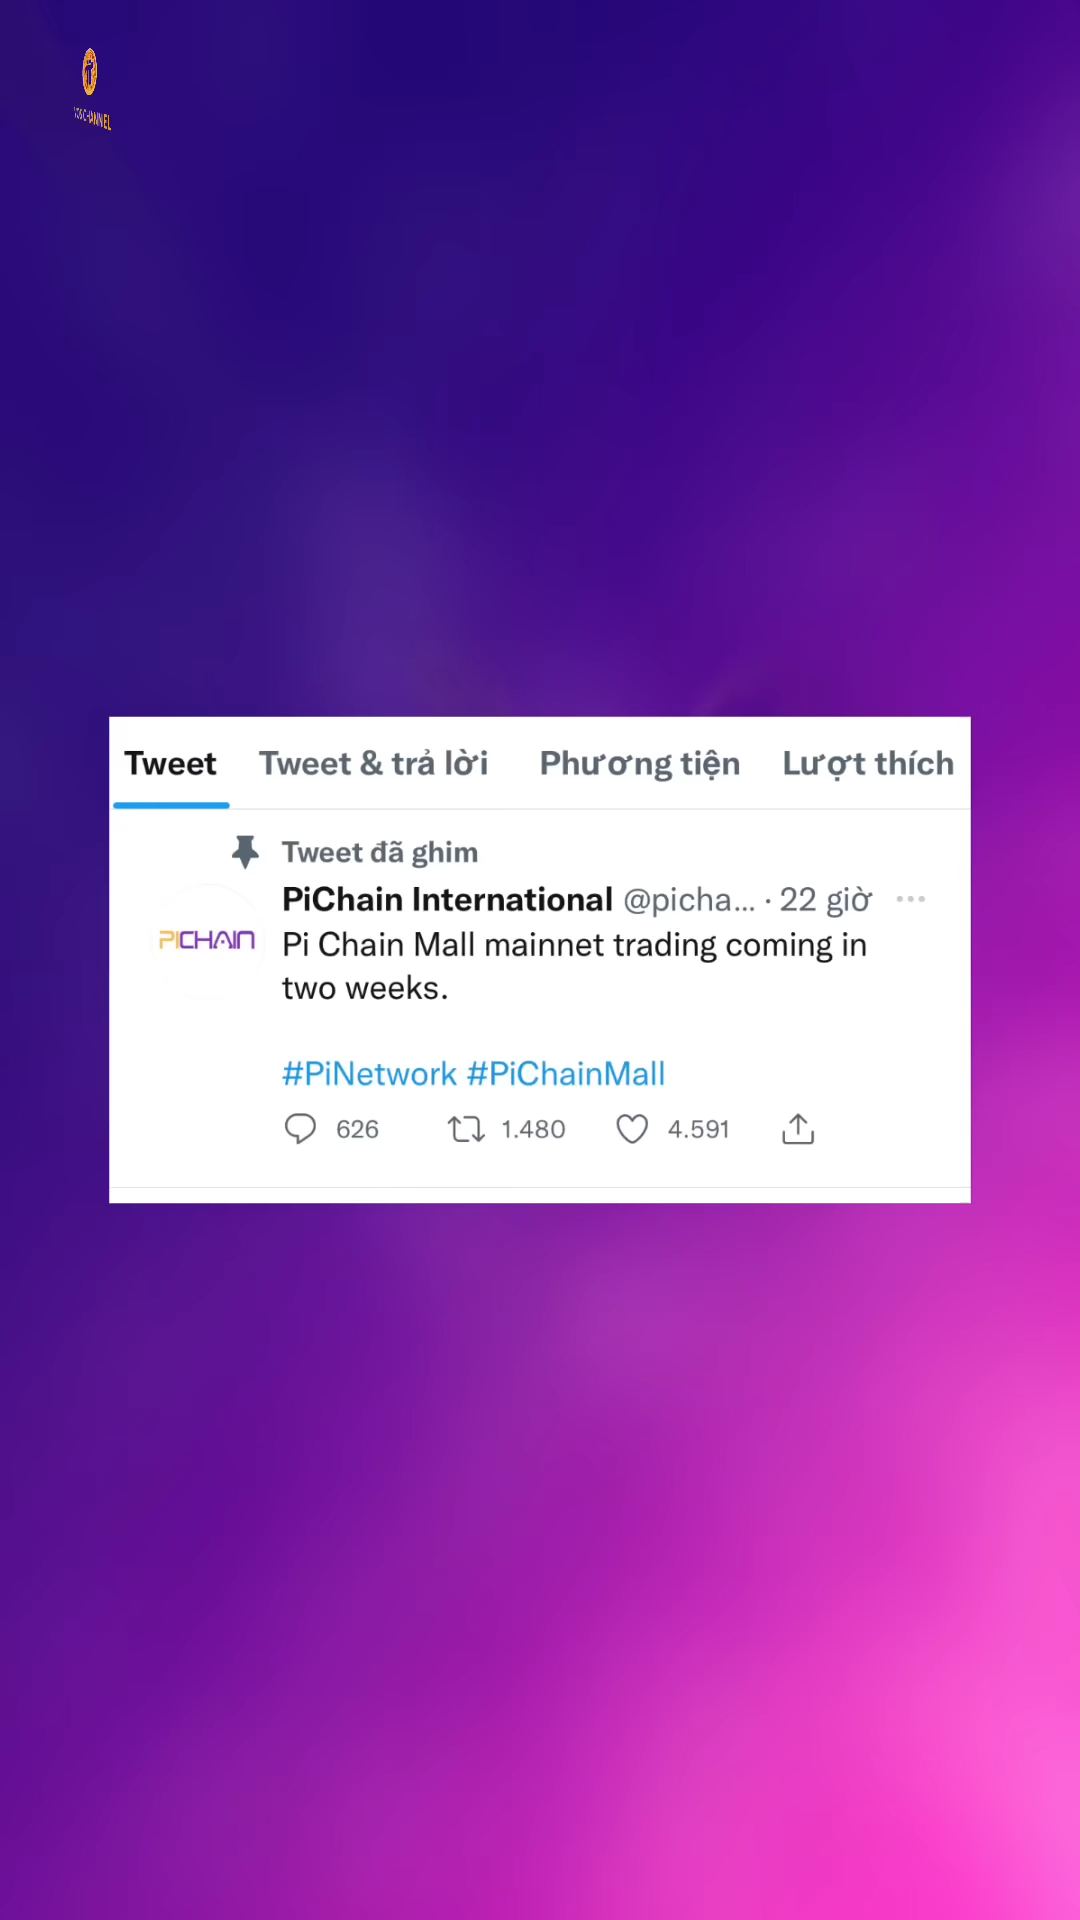 Tweet
Tweet & trả lời
Phương tiện
Lượt thích
Tweet đã ghim
PiChain International @picha... · 22 giờ
PICHAIN
Pi Chain Mall mainnet trading coming in
two weeks.
#PiNetwork #PiChainMall
626
1.480
4.591